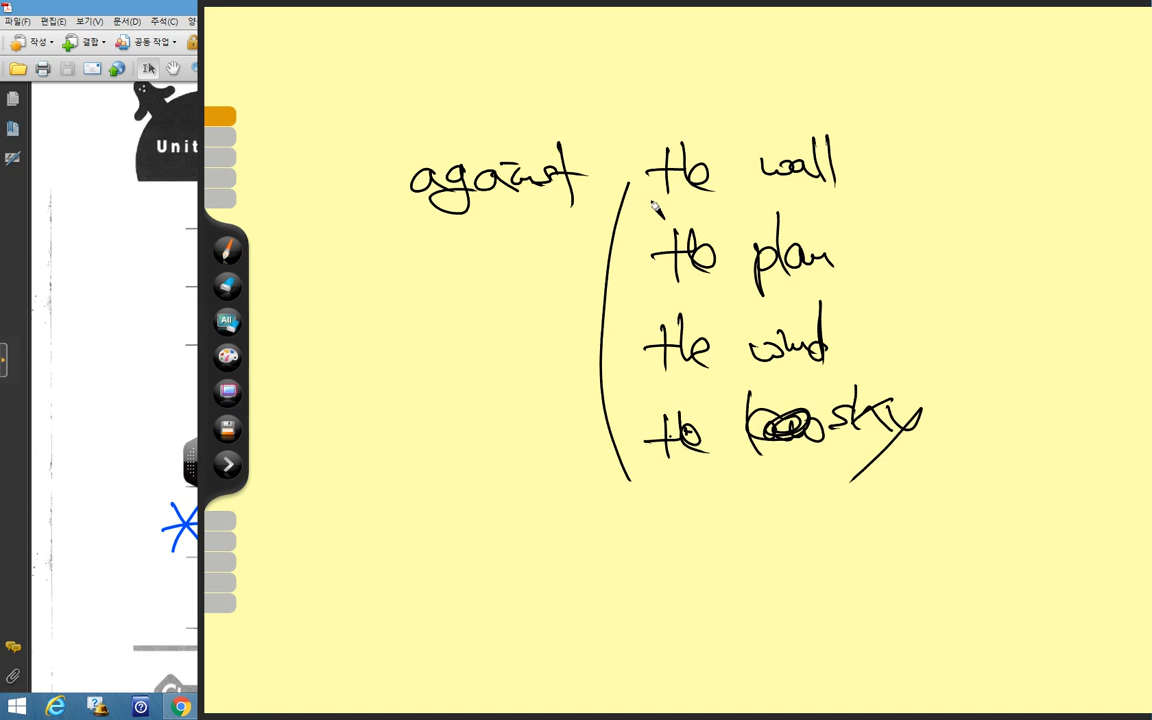 파일(F) 편집(E) 보기(V) 문서(D) 주석(C)
작성 결합 공동 작업
Unit
All
against the wall
the plan
the wind
the sky